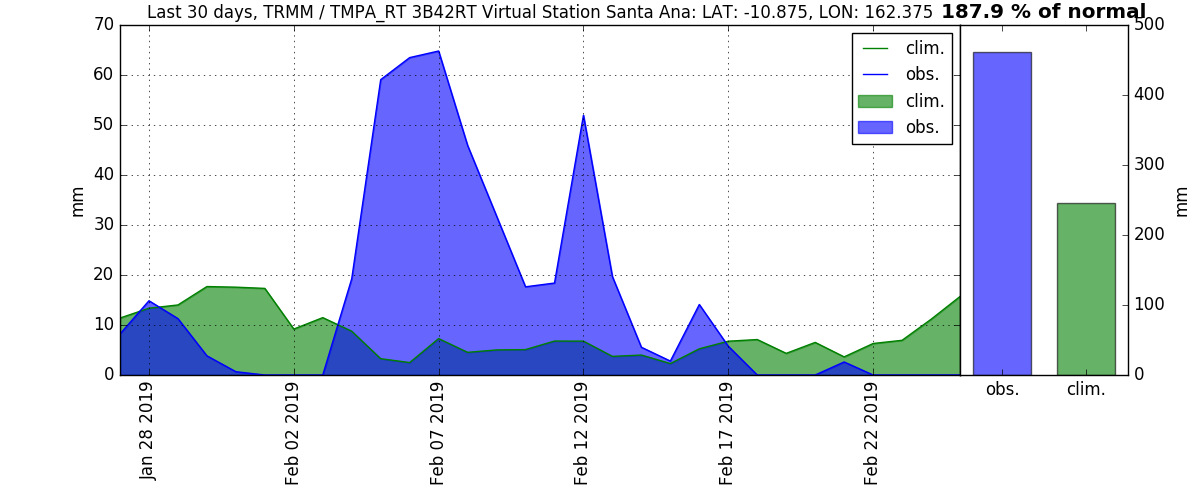 Last 30 days, TRMM / TMPA_RT 3B42RT Virtual Station Santa Ana: LAT: -10.875, LON: 162.375 187.9 % of normal
70
60
50
40
30
20
10
0
mm
clim.
obs.
clim.
obs.
Jan 28 2019
Feb 02 2019
Feb 07 2019
Feb 12 2019
Feb 17 2019
Feb 22 2019
500
400
300
200
100
0
mm
obs. clim.